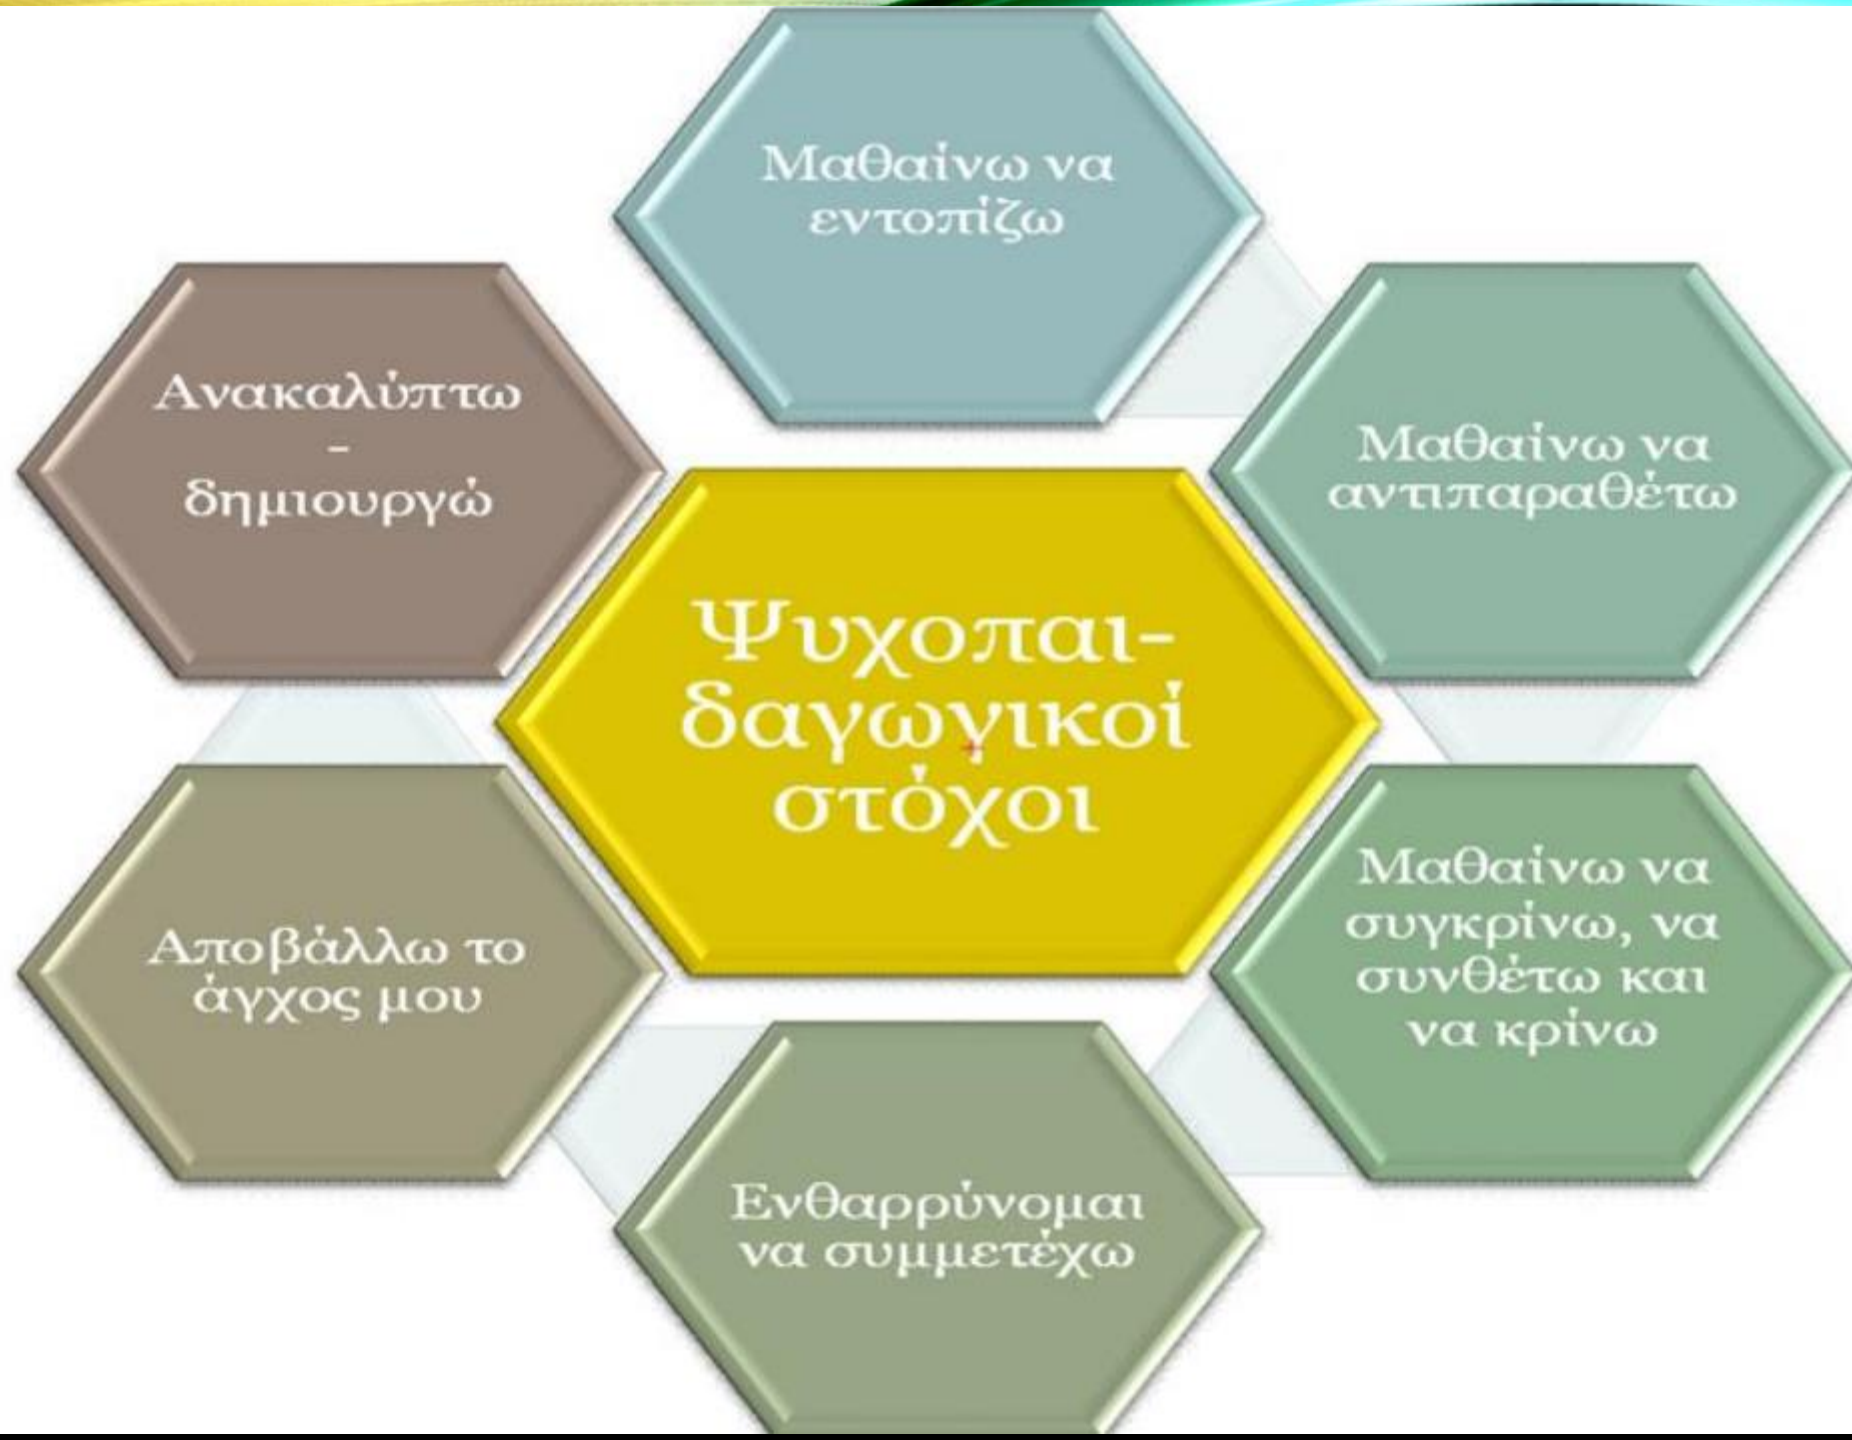 Μαθαίνω να
εντοπίζω
Μαθαίνω να
αντιπαραθέτω
Μαθαίνω να
συγκρίνω, να
συνθέτω και
να κρίνω
Ενθαρρύνομαι
να συμμετέχω
Αποβάλλω το
άγχος μου
Ανακαλύπτω
-
δημιουργώ
Ψυχοπαι-
δαγωγικοί
στόχοι